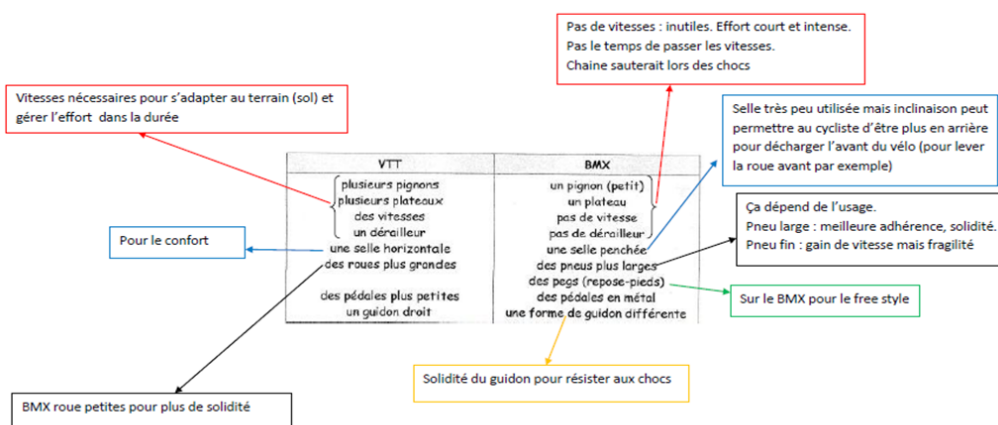 Pas de vitesses : inutiles. Effort court et intense.
Pas le temps de passer les vitesses.
Chaine sauterait lors des chocs
Vitesses nécessaires pour s'adapter au terrain (sol) et
gérer l'effort dans la durée
Selle très peu utilisée mais inclinaison peut
permettre au cycliste d'être plus en arrière
pour décharger l'avant du vélo (pour lever
la roue avant par exemple)
VTT
plusieurs pignons
plusieurs plateaux
des vitesses
un dérailleur
une selle horizontale
des roues plus grandes
des pédales plus petites
un guidon droit
BMX
un pignon (petit)
un plateau
pas de vitesse
pas de dérailleur
une selle penchée
des pneus plus larges
des pegs (repose-pieds)
des pédales en métal
une forme de guidon différente
Pour le confort
Ça dépend de l'usage.
Pneu large : meilleure adhérence, solidité.
Pneu fin : gain de vitesse mais fragilité
Sur le BMX pour le free style
Solidité du guidon pour résister aux chocs
BMX roue petites pour plus de solidité